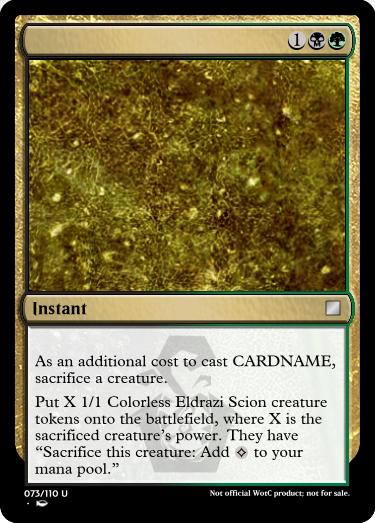 1
Instant
As an additional cost to cast CARDNAME,
sacrifice a creature.
Put X 1/1 Colorless Eldrazi Scion creature
tokens onto the battlefield, where X is the
sacrificed creature's power. They have
“Sacrifice this creature: Add to your
mana pool.”
073/110 U
Not official WotC product; not for sale.